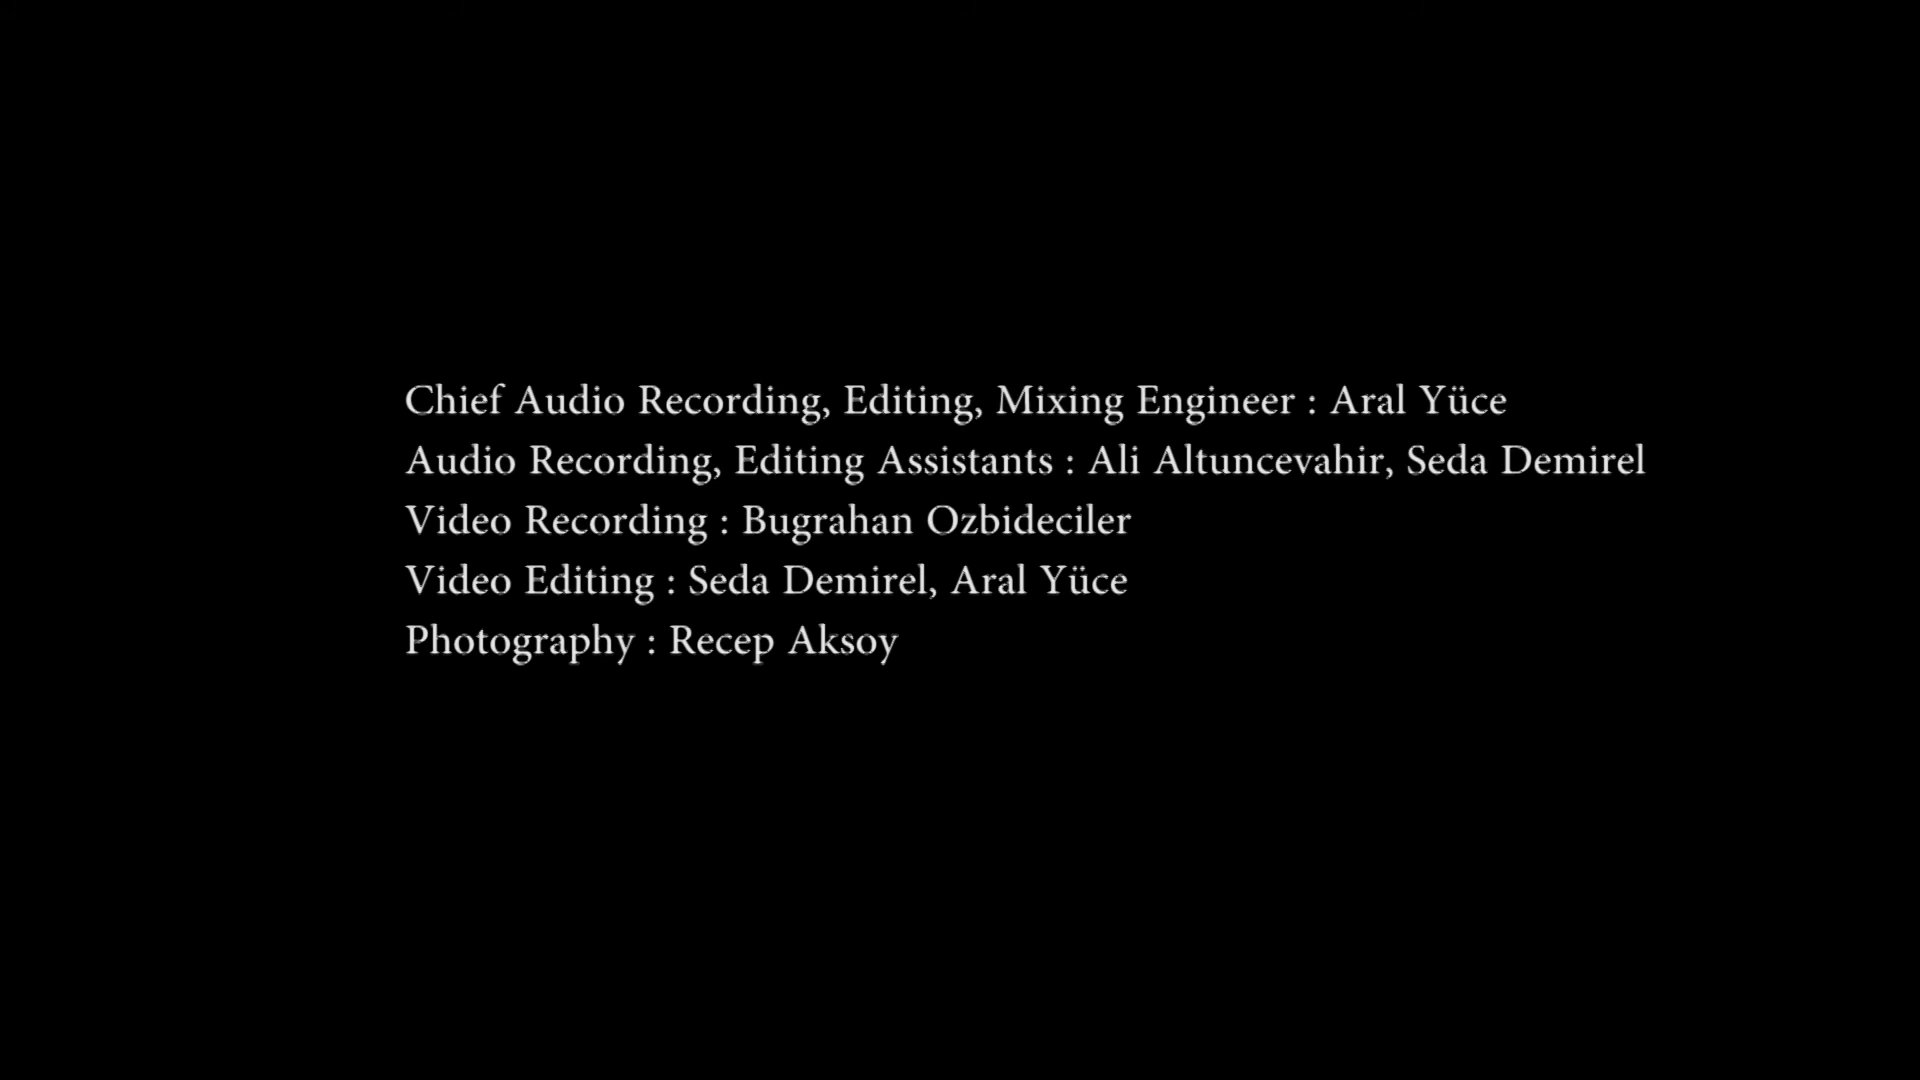 Chief Audio Recording, Editing, Mixing Engineer : Aral Yüce
Audio Recording, Editing Assistants : Ali Altuncevahir, Seda Demirel
Video Recording : Bugrahan Ozbideciler
Video Editing : Seda Demirel, Aral Yüce
Photography : Recep Aksoy